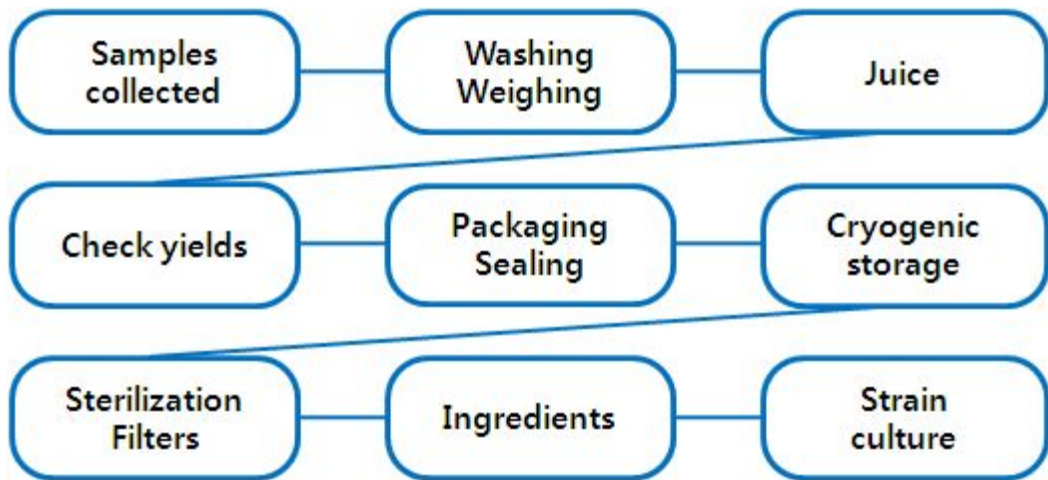 Samples
collected
Washing
Weighing
Juice
Check yields
Packaging
Sealing
Cryogenic
storage
Sterilization
Filters
Ingredients
Strain
culture